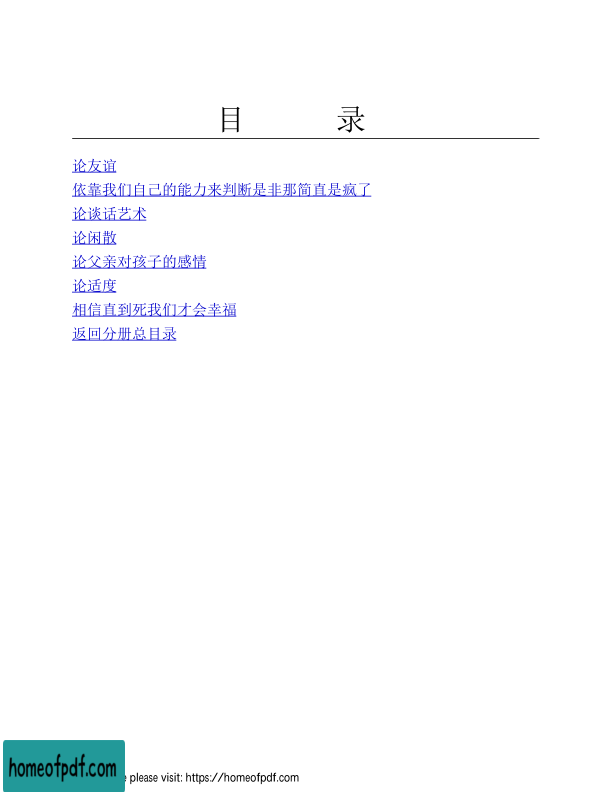 目 录
论友谊
依靠我们自己的能力来判断是非那简直是疯了
论谈话艺术
论闲散
论父亲对孩子的感情
论适度
相信直到死我们才会幸福
返回分册总目录
homeofpdf.com
please visit: https://homeofpdf.com